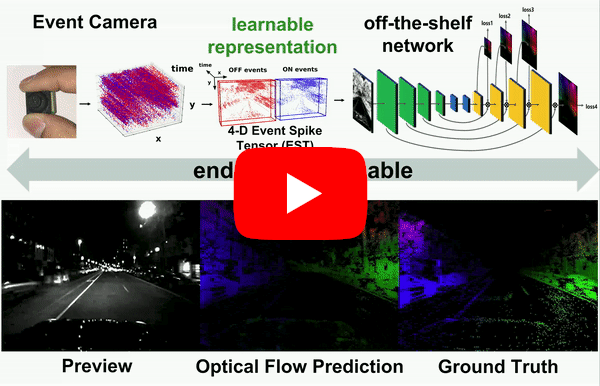 Event Camera
learnable
representation
off-the-shelf
network
time
y
x
time
x
y
OFF events
ON events
4-D Event Spike
Tensor (EST)
loss1
loss2
loss3
loss4
end
able
Preview
Optical Flow Prediction
Ground Truth